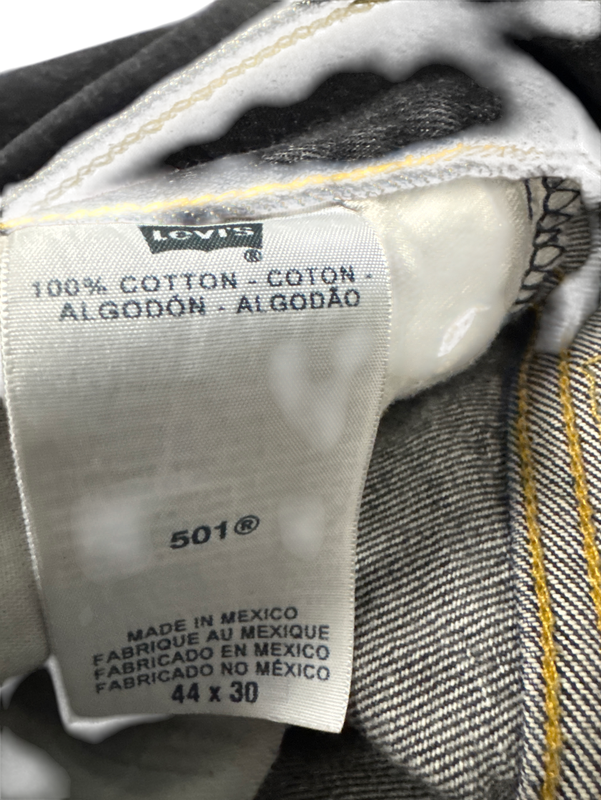 LEVI'S
®
100% COTTON - COTON -
ALGODÓN - ALGODÃO
501®
MADE IN MEXICO
FABRIQUE AU MEXIQUE
FABRICADO EN MEXICO
FABRICADO NO MÉXICO
44 x 30